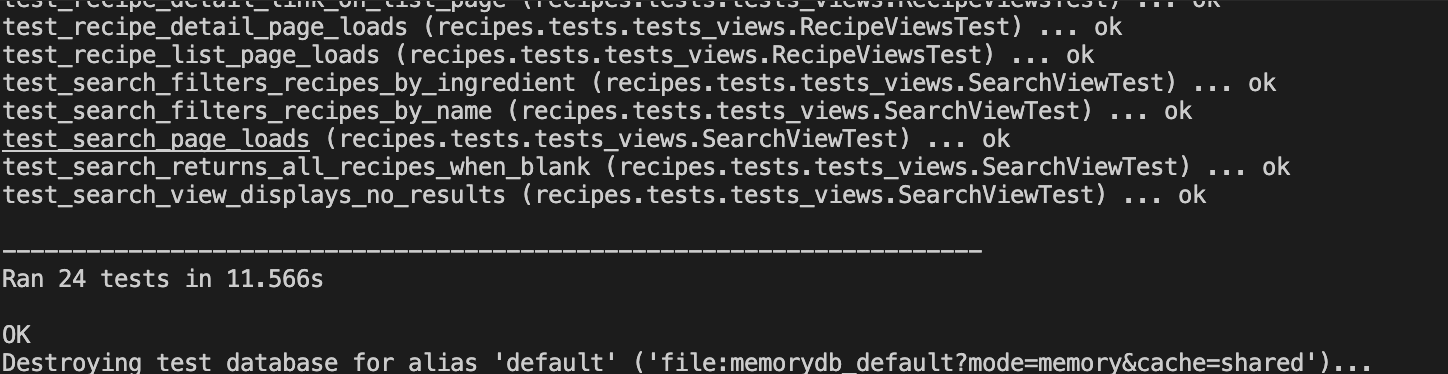 test_recipe_detail_link_on_list_page (recipes.tests.tests_views.RecipeViewsTest) ... ok
test_recipe_detail_page_loads (recipes.tests.tests_views.RecipeViewsTest) ... ok
test_recipe_list_page_loads (recipes.tests.tests_views.RecipeViewsTest) ... ok
test_search_filters_recipes_by_ingredient (recipes.tests.tests_views.SearchViewTest) ... ok
test_search_filters_recipes_by_name (recipes.tests.tests_views.SearchViewTest) ... ok
test_search_page_loads (recipes.tests.tests_views.SearchViewTest) ... ok
test_search_returns_all_recipes_when_blank (recipes.tests.tests_views.SearchViewTest) ... ok
test_search_view_displays_no_results (recipes.tests.tests_views.SearchViewTest) ... ok
----------------------------------------------------------------------
Ran 24 tests in 11.566s
OK
Destroying test database for alias 'default' ('file:memorydb_default?mode=memory&cache=shared')...